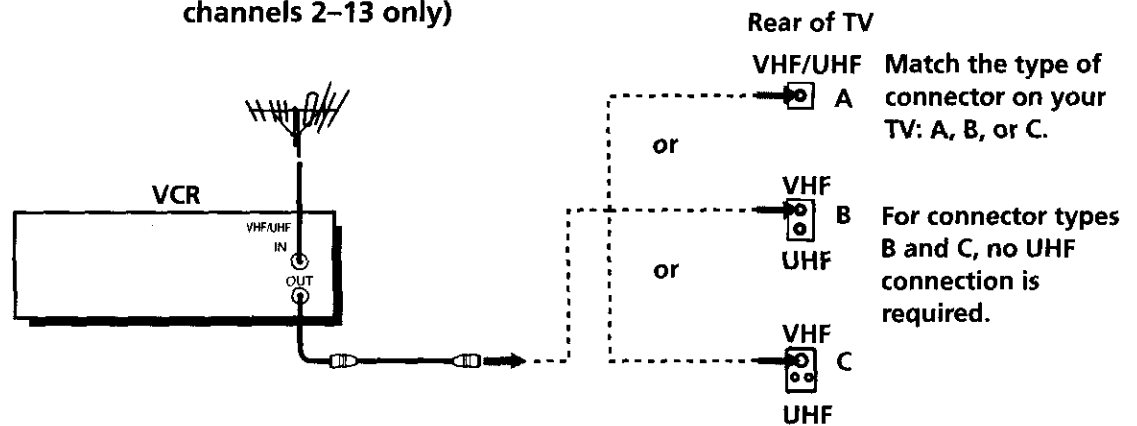 channels 2–13 only)
Rear of TV
VHF/UHF
A
Match the type of
connector on your
TV: A, B, or C.
or
VCR
VHF/UHF
IN
OUT
VHF
B
UHF
For connector types
B and C, no UHF
connection is
required.
or
VHF
C
UHF